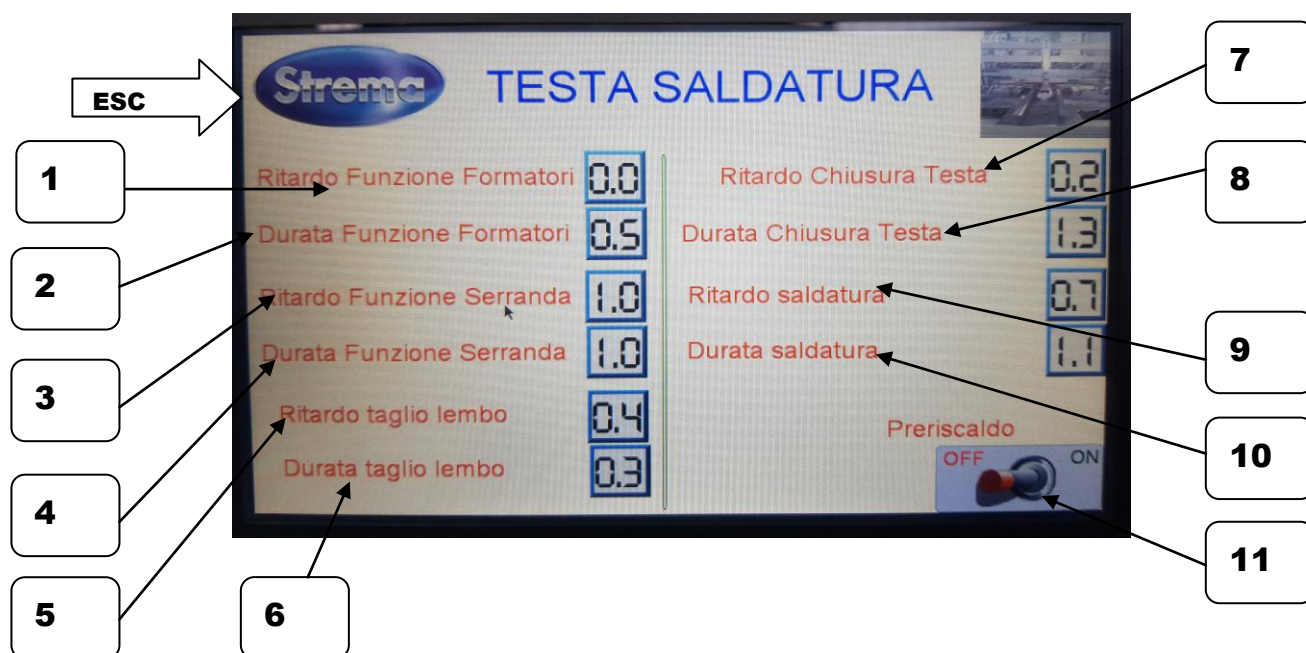 Strema
TESTA SALDATURA
ESC
1
2
3
4
5
6
7
8
9
10
11
Ritardo Funzione Formatori 0.0
Durata Funzione Formatori 0.5
Ritardo Funzione Serranda 1.0
Durata Funzione Serranda 1.0
Ritardo taglio lembo 0.4
Durata taglio lembo 0.3
Ritardo Chiusura Testa 0.2
Durata Chiusura Testa 1.3
Ritardo saldatura 0.7
Durata saldatura 1.1
Preriscaldo
OFF ON